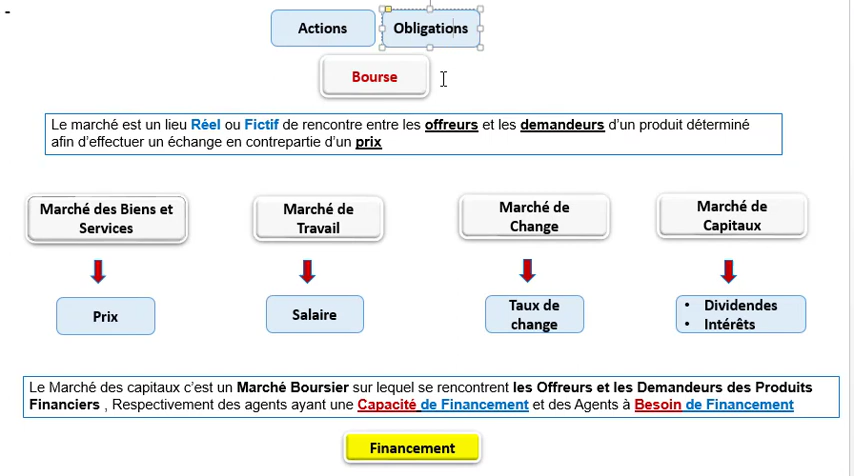 -
Actions
Obligations
Bourse
Le marché est un lieu Réel ou Fictif de rencontre entre les offreurs et les demandeurs d'un produit déterminé
afin d'effectuer un échange en contrepartie d'un prix
Marché des Biens et
Services
Marché de
Travail
Marché de
Change
Marché de
Capitaux
Prix
Salaire
Taux de
change
• Dividendes
• Intérêts
Le Marché des capitaux c'est un Marché Boursier sur lequel se rencontrent les Offreurs et les Demandeurs des Produits
Financiers , Respectivement des agents ayant une Capacité de Financement et des Agents à Besoin de Financement
Financement